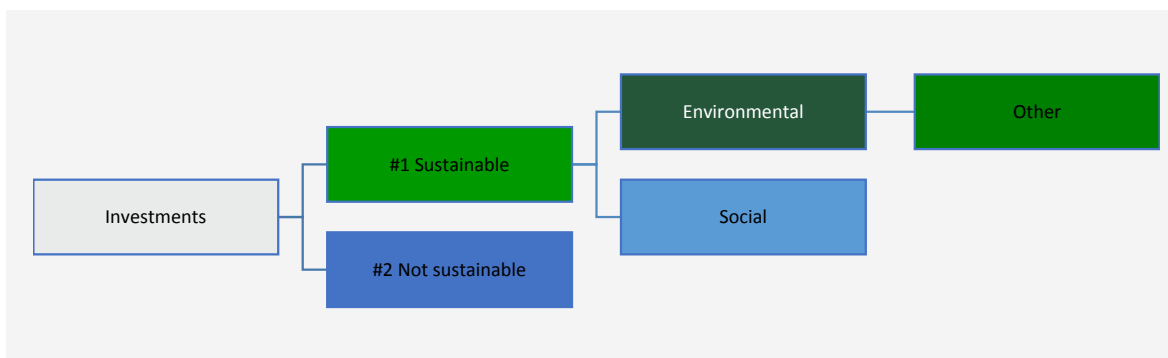 Investments
#1 Sustainable
#2 Not sustainable
Environmental
Social
Other